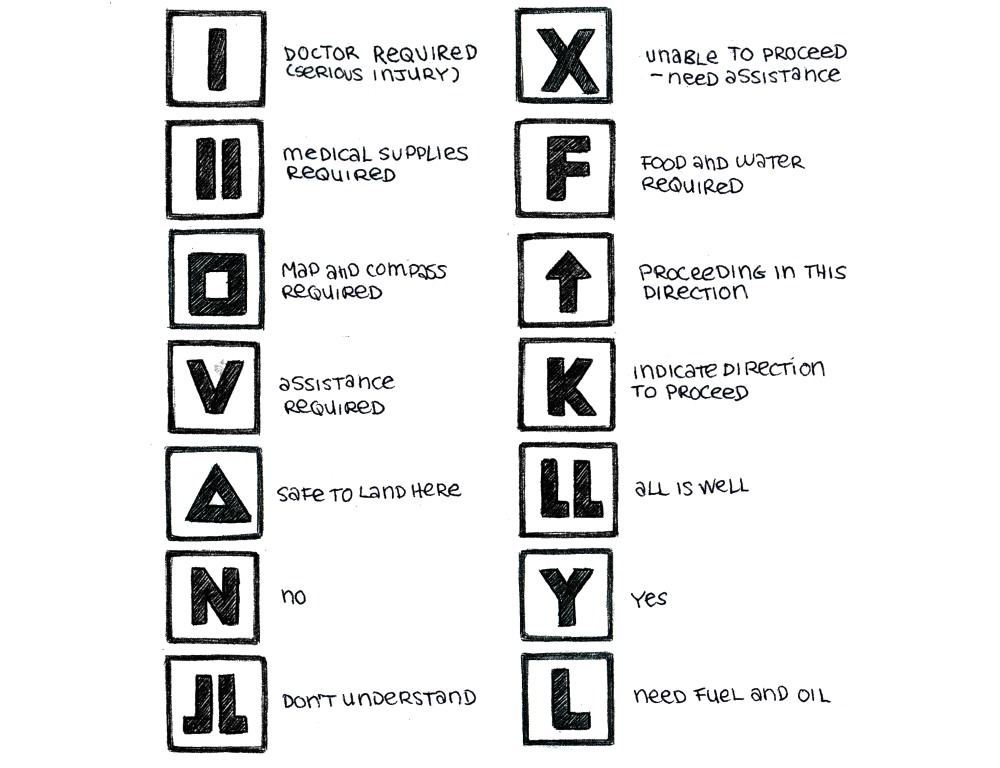 I DOCTOR REQUIRED
(SERIOUS INJURY)
II MEDICAL SUPPLIES
REQUIRED
MAP AND COMPASS
REQUIRED
V ASSISTANCE
REQUIRED
SAFE TO LAND HERE
N NO
JL DON'T UNDERSTAND
X UNABLE TO PROCEED
- NEED ASSISTANCE
F FOOD AND WATER
REQUIRED
PROCEEDING IN THIS
DIRECTION
K INDICATE DIRECTION
TO PROCEED
LL ALL IS WELL
Y YES
L NEED FUEL AND OIL